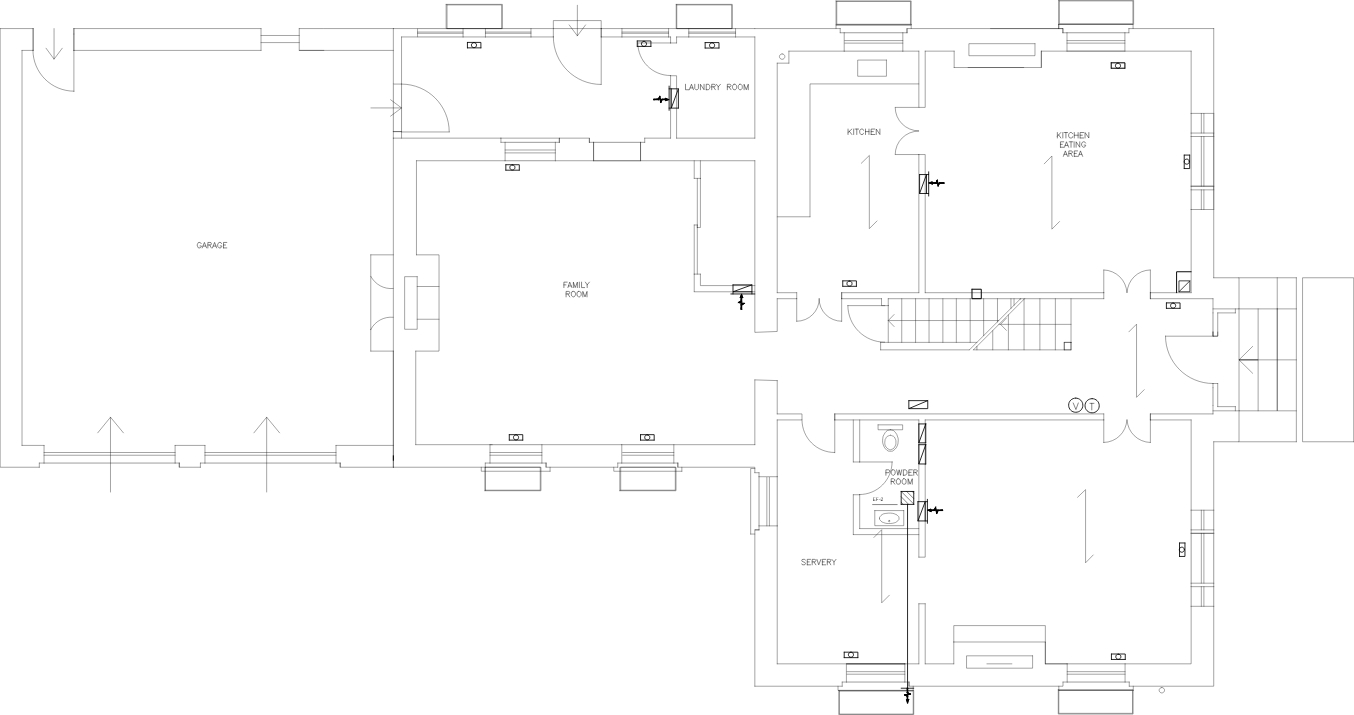 LAUNDRY ROOM
KITCHEN
KITCHEN
EATING
AREA
GARAGE
FAMILY
ROOM
V T
POWDER
ROOM
EF-2
SERVERY